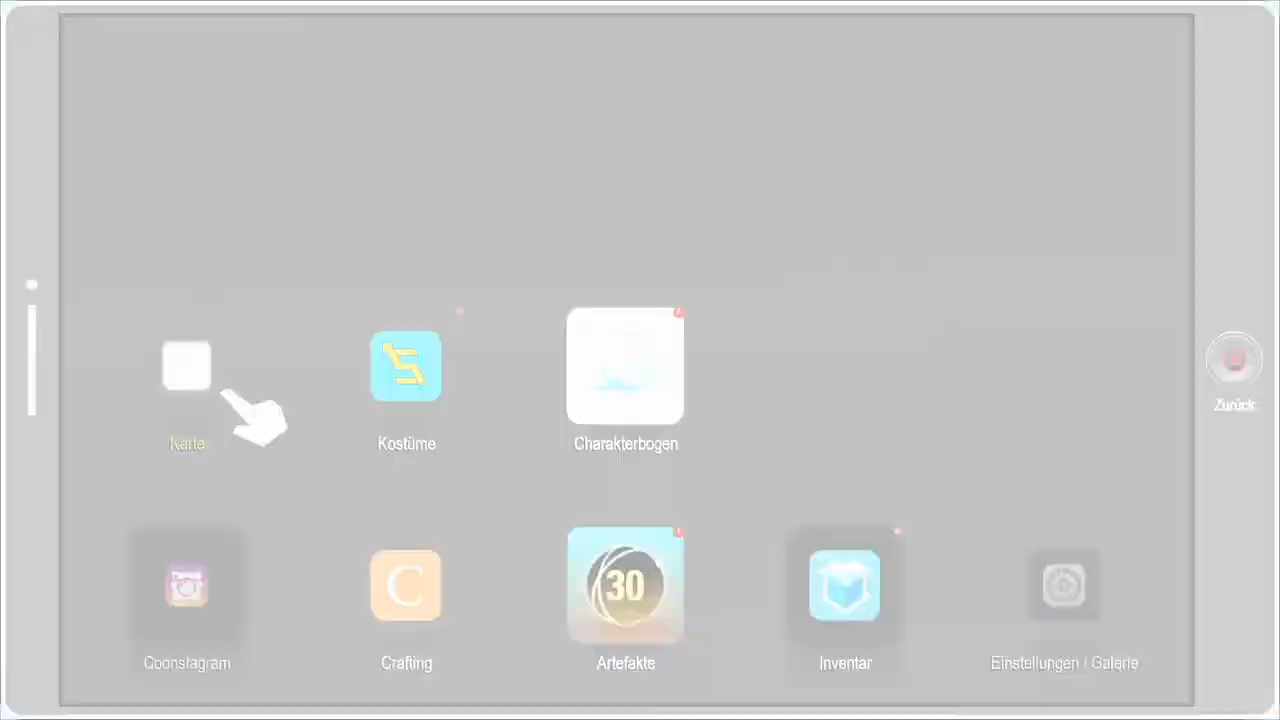 Karte
Kostüme
Charakterbogen
Zurück
C
30
Coonstagram
Crafting
Artefakte
Inventar
Einstellungen / Galerie